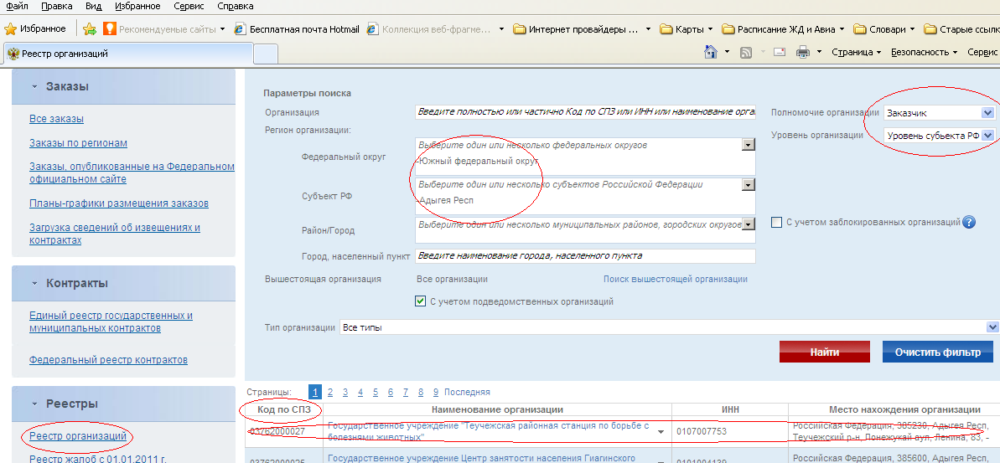 Файл Правка Вид Избранное Сервис Справка
Избранное Рекомендуемые сайты Бесплатная почта Hotmail Коллекция веб-фрагме... Интернет провайдеры ... Карты Расписание ЖД и Авиа Словари Старые ссылк
Реестр организаций Страница Безопасность Сервис
Заказы
Все заказы
Заказы по регионам
Заказы, опубликованные на Федеральном
официальном сайте
Планы-графики размещения заказов
Загрузка сведений об извещениях и
контрактах
Контракты
Единый реестр государственных и
муниципальных контрактов
Федеральный реестр контрактов
Реестры
Реестр организаций
Реестр жалоб с 01.01.2011 г.
Параметры поиска
Организация Введите полностью или частично Код по СПЗ или ИНН или наименование орга
Полномочие организации Заказчик
Регион организации:
Уровень организации Уровень субъекта РФ
Выберите один или несколько федеральных округов
Федеральный округ
-Южный федеральный округ
Выберите один или несколько субъектов Российской Федерации
Субъект РФ
-Адыгея Респ
Район/Город Выберите один или несколько муниципальных районов, городских округов
С учетом заблокированных организаций ?
Город, населенный пункт Введите наименование города, населенного пункта
Вышестоящая организация Все организации Поиск вышестоящей организации
С учетом подведомственных организаций
Тип организации Все типы
Найти Очистить фильтр
Страницы: 1 2 3 4 5 6 7 8 9 Последняя
Код по СПЗ Наименование организации ИНН Место нахождения организации
03762000027 Государственное учреждение "Теучежская районная станция по борьбе с
болезнями животных" 0107007753 Российская Федерация, 385230, Адыгея Респ,
Теучежский р-н, Понежукай аул, Ленина, 83, -
Государственное учреждение Центр занятости населения Гиагинского
Российская Федерация, 385600, Адыгея Респ,